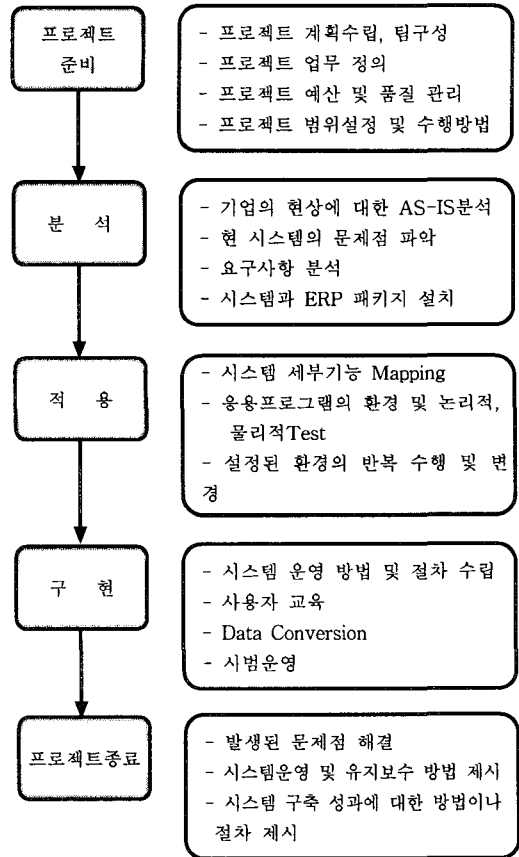 프로젝트
준비
- 프로젝트 계획수립, 팀구성
- 프로젝트 업무 정의
- 프로젝트 예산 및 품질 관리
- 프로젝트 범위설정 및 수행방법
분 석
- 기업의 현상에 대한 AS-IS분석
- 현 시스템의 문제점 파악
- 요구사항 분석
- 시스템과 ERP 패키지 설치
적 용
- 시스템 세부기능 Mapping
- 응용프로그램의 환경 및 논리적,
물리적Test
- 설정된 환경의 반복 수행 및 변
경
구 현
- 시스템 운영 방법 및 절차 수립
- 사용자 교육
- Data Conversion
- 시범운영
프로젝트종료
- 발생된 문제점 해결
- 시스템운영 및 유지보수 방법 제시
- 시스템 구축 성과에 대한 방법이나
절차 제시